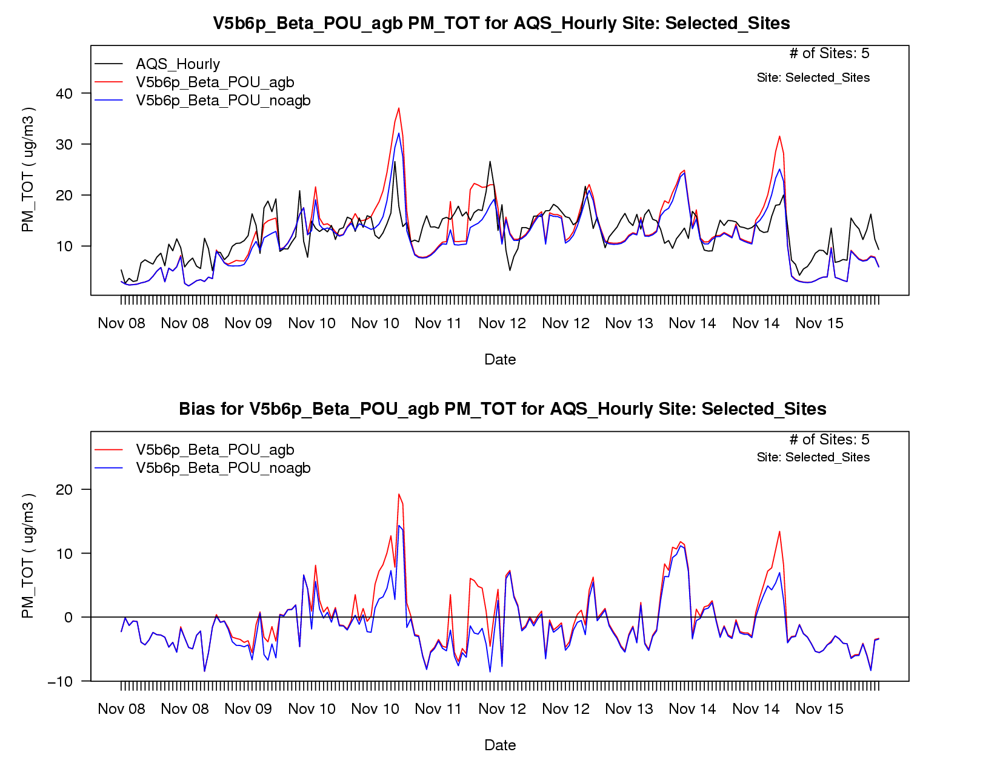 V5b6p_Beta_POU_agb PM_TOT for AQS_Hourly Site: Selected_Sites
# of Sites: 5
Site: Selected_Sites
AQS_Hourly
V5b6p_Beta_POU_agb
V5b6p_Beta_POU_noagb
PM_TOT ( ug/m3 )
40
30
20
10
Nov 08 Nov 08 Nov 09 Nov 10 Nov 10 Nov 11 Nov 12 Nov 12 Nov 13 Nov 14 Nov 14 Nov 15
Date
Bias for V5b6p_Beta_POU_agb PM_TOT for AQS_Hourly Site: Selected_Sites
# of Sites: 5
Site: Selected_Sites
V5b6p_Beta_POU_agb
V5b6p_Beta_POU_noagb
PM_TOT ( ug/m3 )
20
10
0
−10
Nov 08 Nov 08 Nov 09 Nov 10 Nov 10 Nov 11 Nov 12 Nov 12 Nov 13 Nov 14 Nov 14 Nov 15
Date